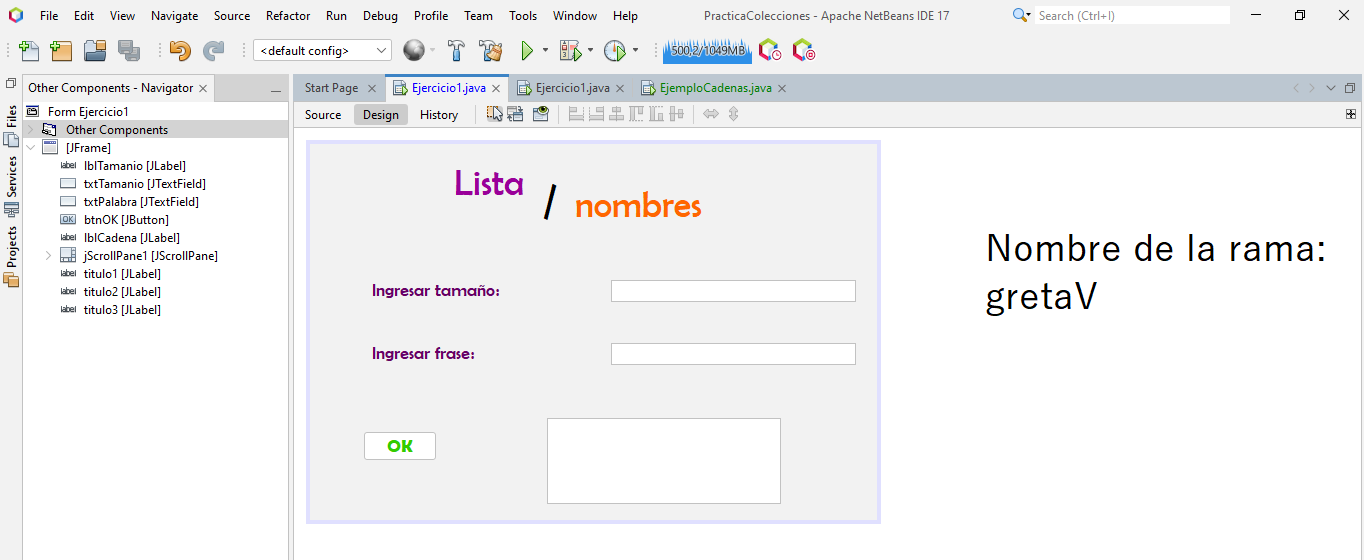 File Edit View Navigate Source Refactor Run Debug Profile Team Tools Window Help PracticaColecciones - Apache NetBeans IDE 17 Search (Ctrl+I)
<default config> 500,2/1049MB
Other Components - Navigator
Start Page Ejercicio1.java Ejercicio1.java EjemploCadenas.java
Source Design History
Files
Services
Projects
Form Ejercicio1
Other Components
[JFrame]
label lblTamanio [JLabel]
txtTamanio [JTextField]
txtPalabra [JTextField]
OK btnOK [JButton]
label lblCadena [JLabel]
jScrollPane1 [JScrollPane]
label titulo1 [JLabel]
label titulo2 [JLabel]
label titulo3 [JLabel]
Lista
/
nombres
Ingresar tamaño:
Ingresar frase:
OK
Nombre de la rama:
gretaV